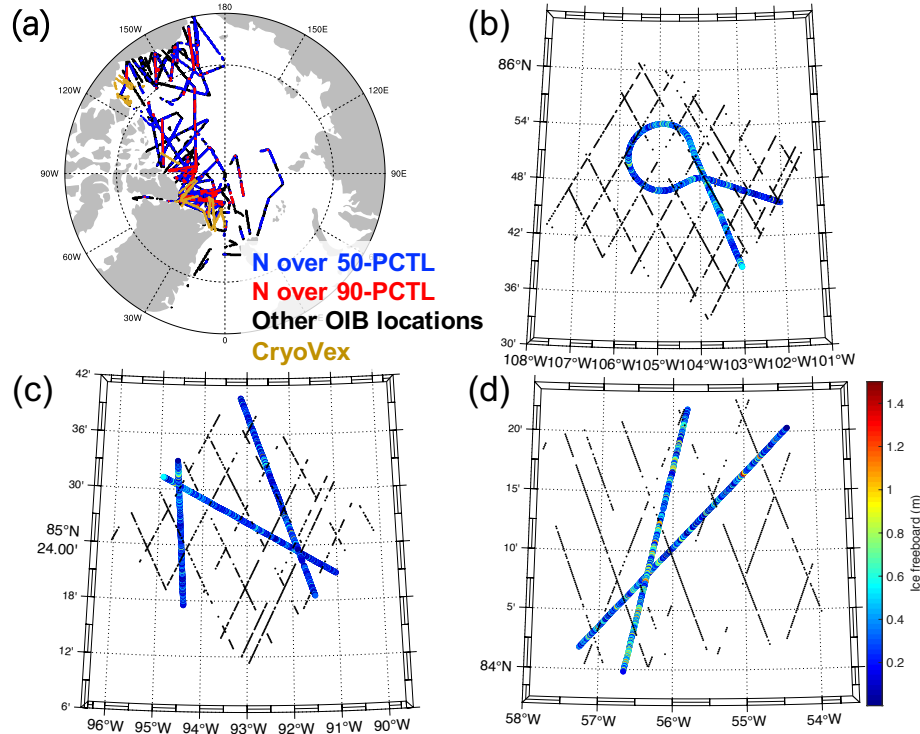 (a)
180
150W
150E
120W
120E
90W
90E
60W
60E
30W
0
N over 50-PCTL
N over 90-PCTL
Other OIB locations
CryoVex
(b)
86°N
54'
48'
42'
36'
30'
108°W 107°W 106°W 105°W 104°W 103°W 102°W 101°W
(c)
42'
36'
30'
85°N
24.00'
18'
12'
6'
96°W 95°W 94°W 93°W 92°W 91°W 90°W
(d)
20'
15'
10'
5'
84°N
58°W 57°W 56°W 55°W 54°W
1.4
1.2
1
0.8
0.6
0.4
0.2
Ice freeboard (m)